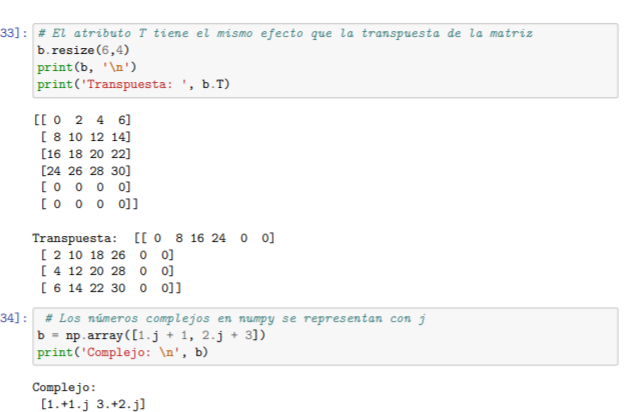 33]: # El atributo T tiene el mismo efecto que la transpuesta de la matriz
b.resize(6,4)
print(b, '\n')
print('Transpuesta: ', b.T)
[[ 0  2  4  6]
[ 8 10 12 14]
[16 18 20 22]
[24 26 28 30]
[ 0  0  0  0]
[ 0  0  0  0]]
Transpuesta:  [[ 0  8 16 24  0  0]
[ 2 10 18 26  0  0]
[ 4 12 20 28  0  0]
[ 6 14 22 30  0  0]]
34]: # Los números complejos en numpy se representan con j
b = np.array([1.j + 1, 2.j + 3])
print('Complejo: \n', b)
Complejo:
[1.+1.j 3.+2.j]